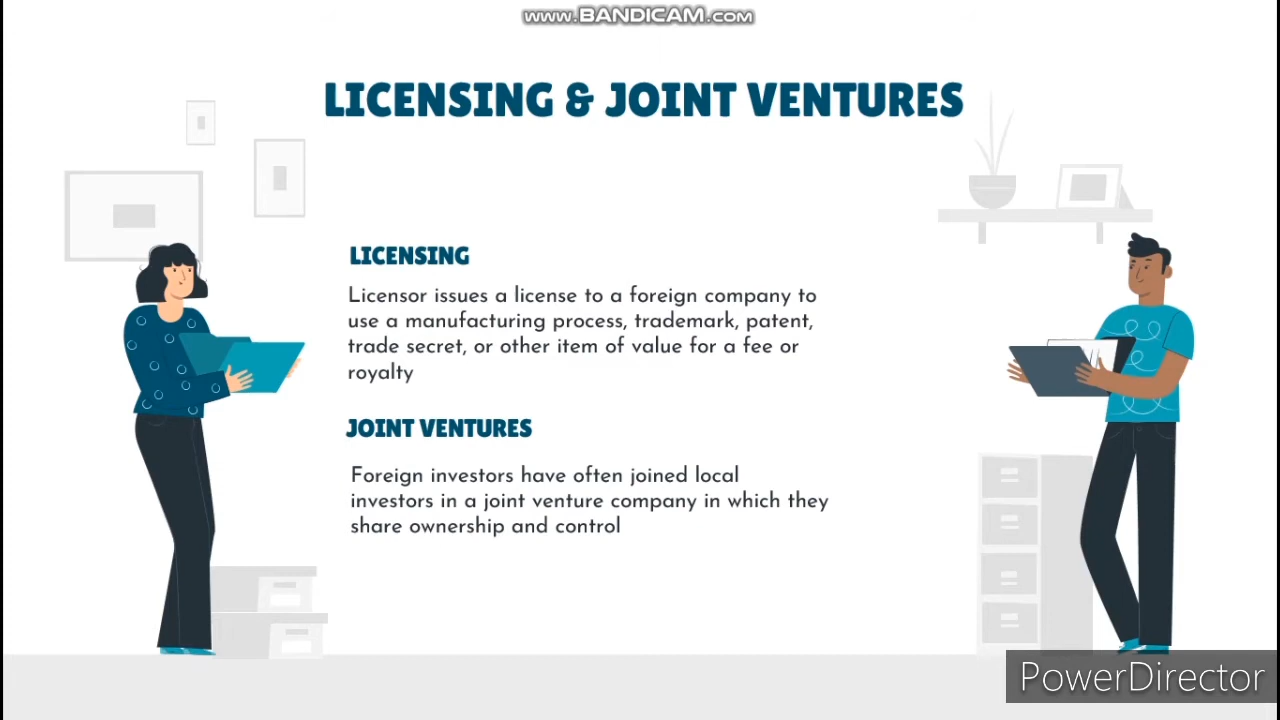 www.BANDICAM.com
LICENSING & JOINT VENTURES
LICENSING
Licensor issues a license to a foreign company to
use a manufacturing process, trademark, patent,
trade secret, or other item of value for a fee or
royalty
JOINT VENTURES
Foreign investors have often joined local
investors in a joint venture company in which they
share ownership and control
PowerDirector